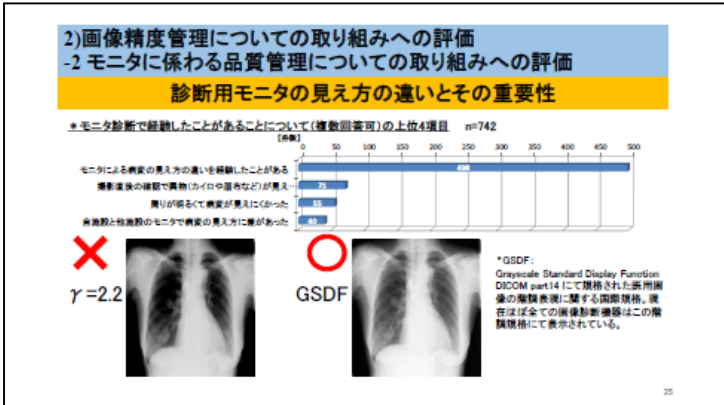 2)画像精度管理についての取り組みへの評価
-2 モニタに係わる品質管理についての取り組みへの評価
診断用モニタの見え方の違いとその重要性
*モニタ診断で経験したことがあることについて(複数回答可)の上位4項目 n=742
[件数]
0 50 100 150 200 250 300 350 400 450 500
モニタによる病変の見え方の違いを経験したことがある 498
撮影直後の確認で異物(カイロや湿布など)が見え… 71
周りが明るくて病変が見えにくかった 55
自施設と他施設のモニタで病変の見え方に差があった 40
γ=2.2
GSDF
*GSDF:
Grayscale Standard Display Function
DICOM part14 にて規格された医用画
像の階調表現に関する国際規格。現
在ほぼ全ての画像診断機器はこの階
調規格にて表示されている。
25